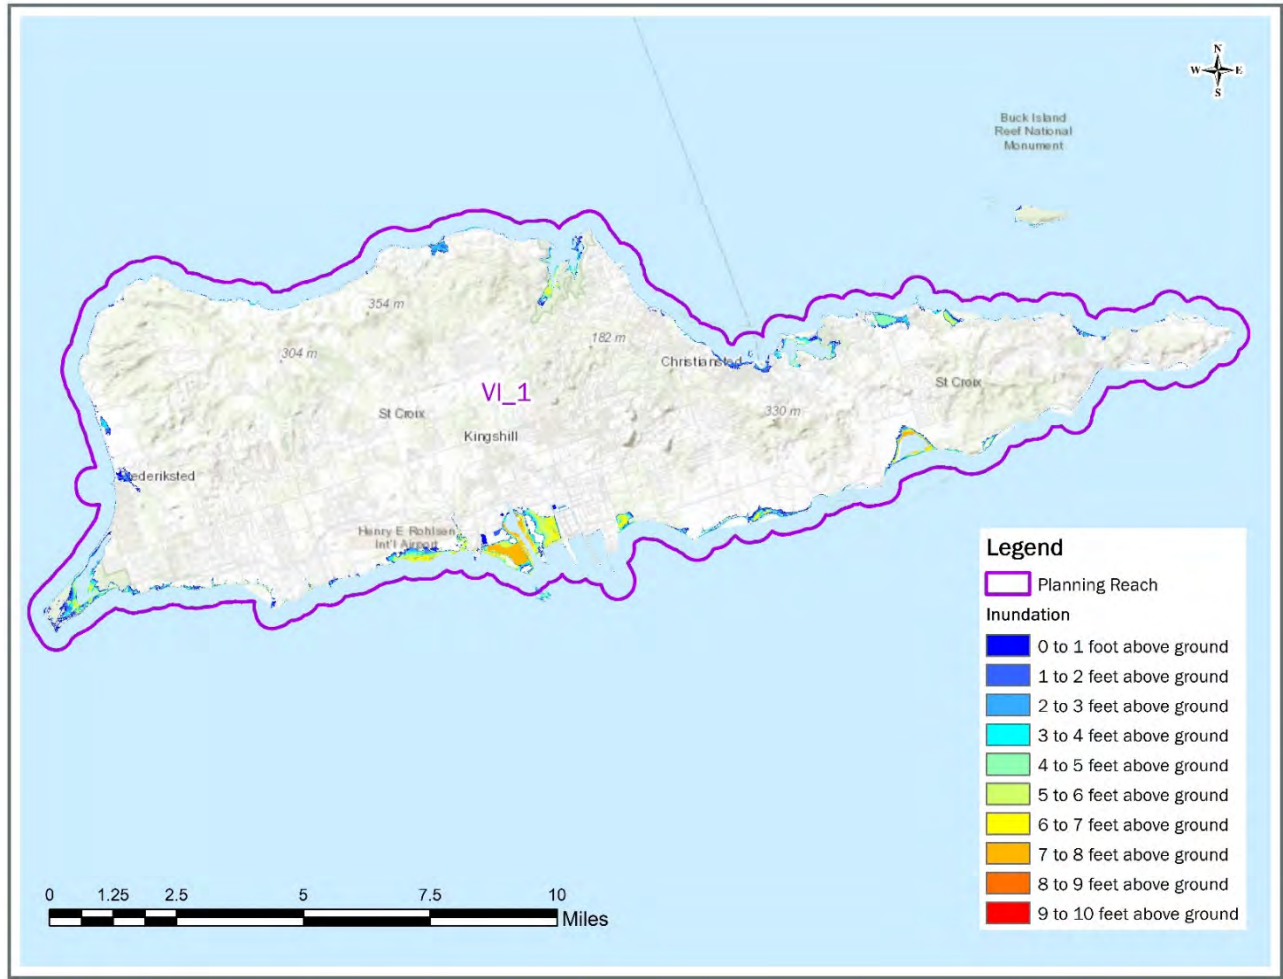 N
W E
S
Buck Island
Reef National
Monument
354 m
304 m
182 m
Christiansted
VI_1
St Croix
St Croix
330 m
Kingshill
ederiksted
Henry E Rohlsen
Int'l Airport
Legend
Planning Reach
Inundation
0 to 1 foot above ground
1 to 2 feet above ground
2 to 3 feet above ground
3 to 4 feet above ground
4 to 5 feet above ground
5 to 6 feet above ground
6 to 7 feet above ground
7 to 8 feet above ground
8 to 9 feet above ground
9 to 10 feet above ground
0 1.25 2.5 5 7.5 10
Miles